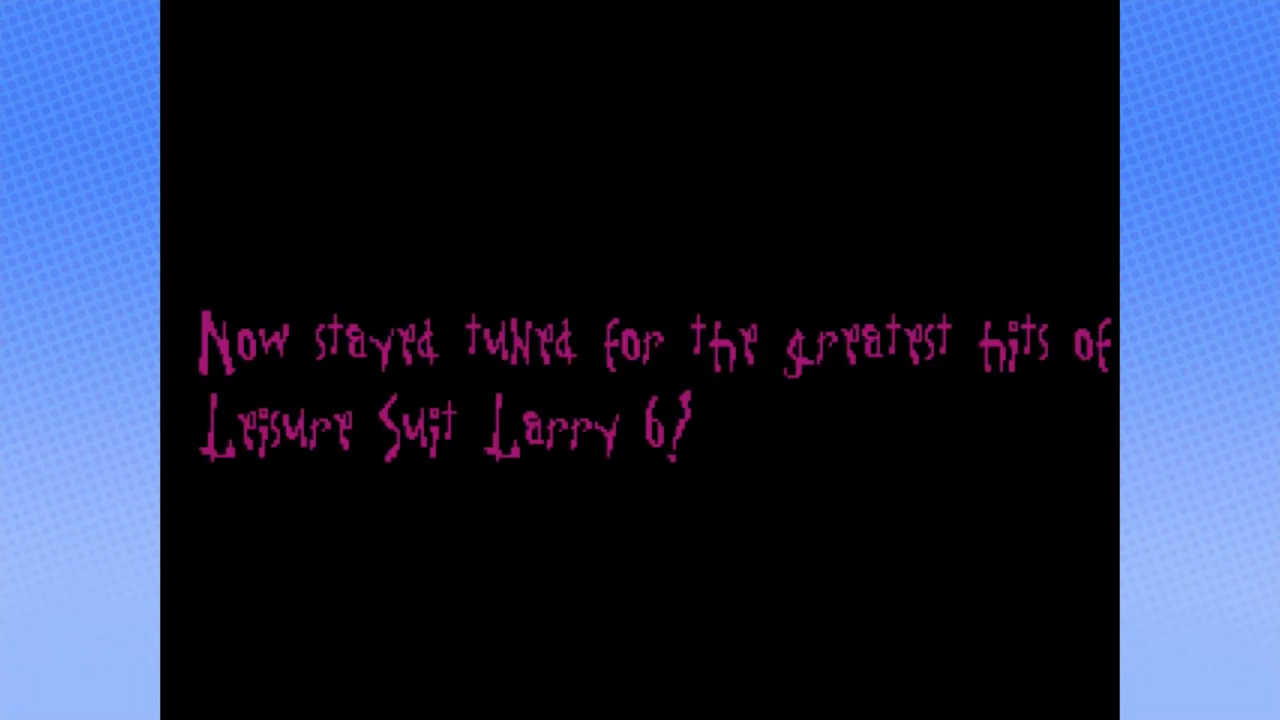 Now stayed tuned for the greatest hits of
Leisure Suit Larry 6!